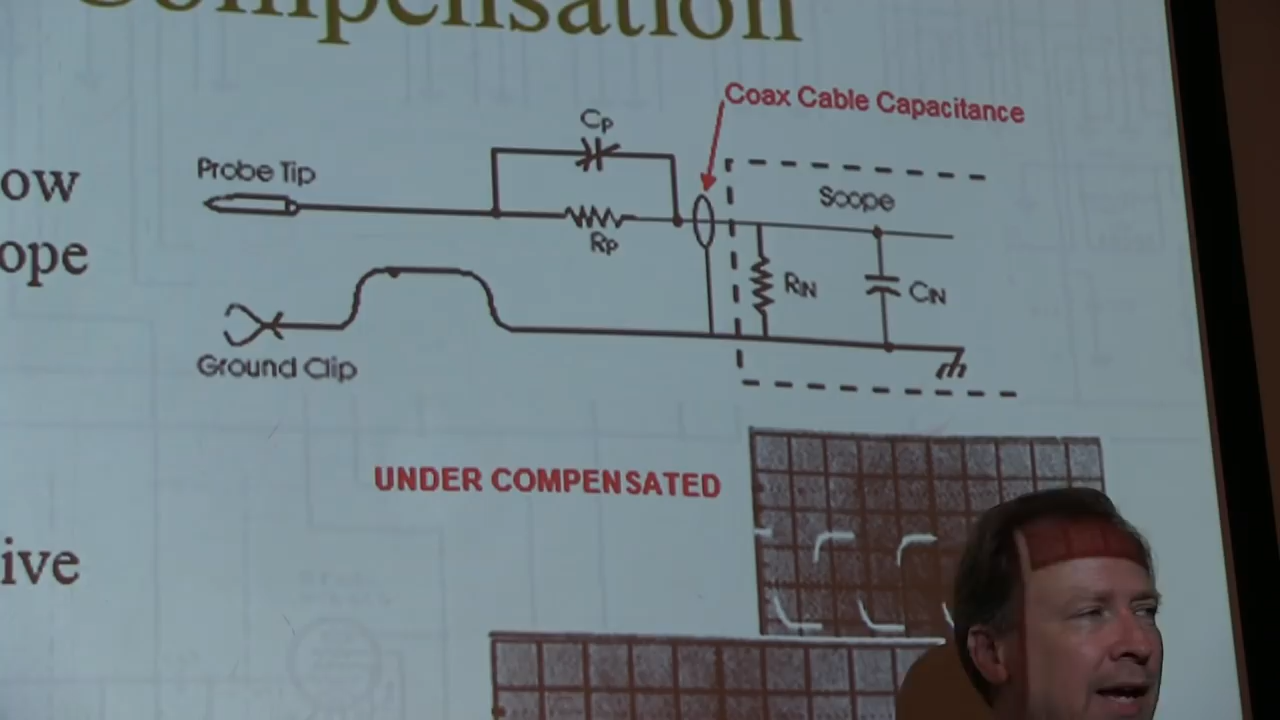 Compensation
Coax Cable Capacitance
CP
Probe Tip
ow
Scope
ope
RP
RIN
CIN
Ground Clip
UNDER COMPENSATED
ive